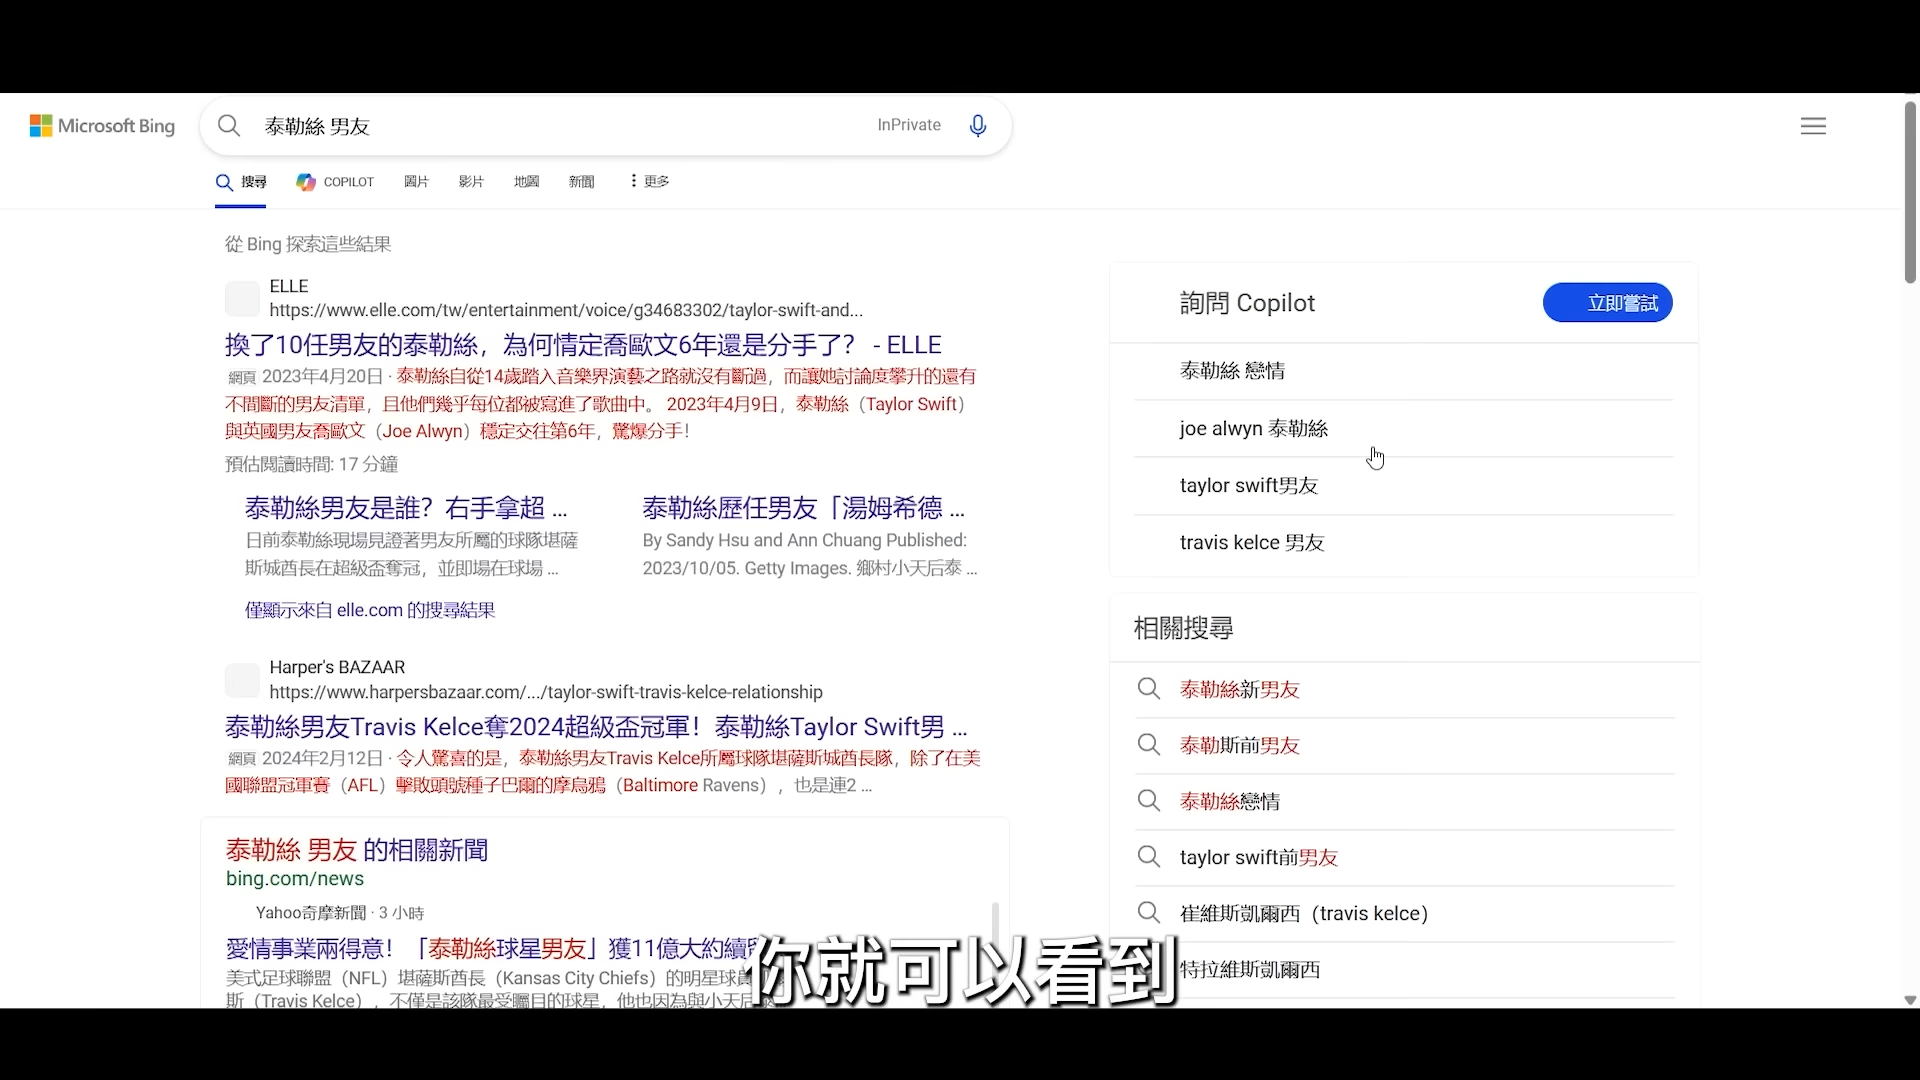 Microsoft Bing
泰勒絲 男友
InPrivate
搜尋
COPILOT
圖片
影片
地圖
新聞
更多
從 Bing 探索這些結果
ELLE
https://www.elle.com/tw/entertainment/voice/g34683302/taylor-swift-and...
換了10任男友的泰勒絲，為何情定喬歐文6年還是分手了？ - ELLE
網頁 2023年4月20日 · 泰勒絲自從14歲踏入音樂界演藝之路就沒有斷過，而讓她討論度攀升的還有
不間斷的男友清單，且他們幾乎每位都被寫進了歌曲中。 2023年4月9日，泰勒絲（Taylor Swift）
與英國男友喬歐文（Joe Alwyn）穩定交往第6年，驚爆分手！
預估閱讀時間: 17 分鐘
泰勒絲男友是誰？右手拿超 ...
日前泰勒絲現場見證著男友所屬的球隊堪薩
斯城酋長在超級盃奪冠，並即場在球場 ...
泰勒絲歷任男友「湯姆希德 ...
By Sandy Hsu and Ann Chuang Published:
2023/10/05. Getty Images. 鄉村小天后泰 ...
僅顯示來自 elle.com 的搜尋結果
Harper's BAZAAR
https://www.harpersbazaar.com/.../taylor-swift-travis-kelce-relationship
泰勒絲男友Travis Kelce奪2024超級盃冠軍！泰勒絲Taylor Swift男 ...
網頁 2024年2月12日 · 令人驚喜的是，泰勒絲男友Travis Kelce所屬球隊堪薩斯城酋長隊，除了在美
國聯盟冠軍賽（AFL）擊敗頭號種子巴爾的摩烏鴉（Baltimore Ravens），也是連2 ...
泰勒絲 男友 的相關新聞
bing.com/news
Yahoo奇摩新聞 · 3 小時
愛情事業兩得意！「泰勒絲球星男友」獲11億大約續
美式足球聯盟（NFL）堪薩斯酋長（Kansas City Chiefs）的明星球員
斯（Travis Kelce），不僅是該隊最受矚目的球星，他也因為與小天后
詢問 Copilot
立即嘗試
泰勒絲 戀情
joe alwyn 泰勒絲
taylor swift男友
travis kelce 男友
相關搜尋
泰勒絲新男友
泰勒斯前男友
泰勒絲戀情
taylor swift前男友
崔維斯凱爾西（travis kelce）
特拉維斯凱爾西
你就可以看到